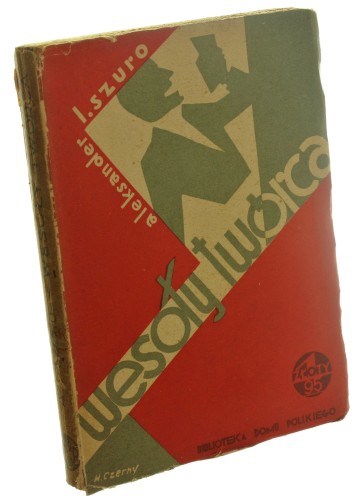 aleksander
l. szuro
wesoły twórca
ZŁOTY
95
BIBLIOTEKA DOMU POLSKIEGO
H. Czerny